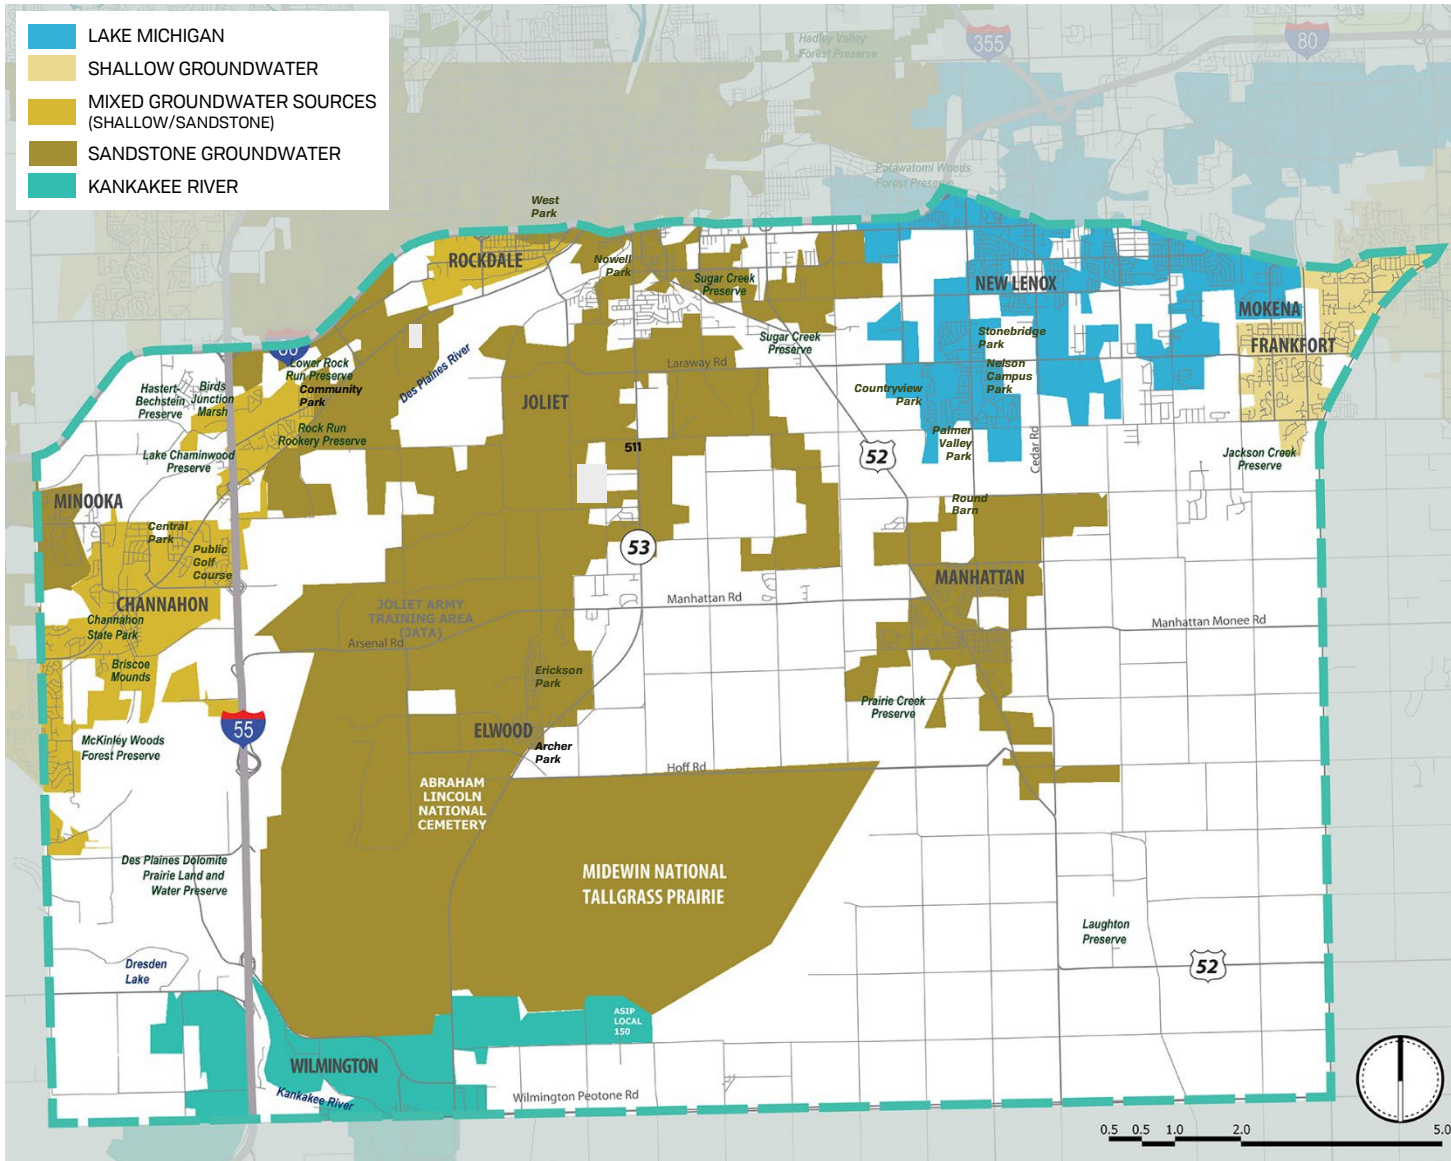 LAKE MICHIGAN
SHALLOW GROUNDWATER
MIXED GROUNDWATER SOURCES
(SHALLOW/SANDSTONE)
SANDSTONE GROUNDWATER
KANKAKEE RIVER
Hadley Valley
Forest Preserve
355
80
Potawatomi Woods
Forest Preserve
West
Park
ROCKDALE
Nowell
Park
Sugar Creek
Preserve
NEW LENOX
MOKENA
FRANKFORT
Sugar Creek
Preserve
Stonebridge
Park
80
Lower Rock
Run Preserve
Community
Park
Des Plaines River
Laraway Rd
Nelson
Campus
Park
Countryview
Park
Hastert-
Bechstein
Preserve
Birds
Junction
Marsh
JOLIET
Rock Run
Rookery Preserve
511
52
Palmer
Valley
Park
Cedar Rd
Jackson Creek
Preserve
Lake Chaminwood
Preserve
MINOOKA
Central
Park
Public
Golf
Course
Round
Barn
53
MANHATTAN
CHANNAHON
Channahon
State Park
JOLIET ARMY
TRAINING AREA
(JATA)
Arsenal Rd
Manhattan Rd
Manhattan Monee Rd
Briscoe
Mounds
Erickson
Park
Prairie Creek
Preserve
55
ELWOOD
McKinley Woods
Forest Preserve
Archer
Park
Hoff Rd
ABRAHAM
LINCOLN
NATIONAL
CEMETERY
MIDEWIN NATIONAL
TALLGRASS PRAIRIE
Des Plaines Dolomite
Prairie Land and
Water Preserve
Laughton
Preserve
Dresden
Lake
52
ASIP
LOCAL
150
WILMINGTON
Kankakee River
Wilmington Peotone Rd
0.5 0.5 1.0 2.0 5.0